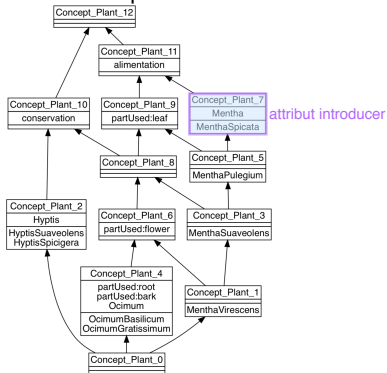 Concept_Plant_12
Concept_Plant_11
alimentation
Concept_Plant_10
conservation
Concept_Plant_9
partUsed:leaf
Concept_Plant_7
Mentha
MenthaSpicata
attribut introducer
Concept_Plant_8
Concept_Plant_5
MenthaPulegium
Concept_Plant_2
Hyptis
HyptisSuaveolens
HyptisSpicigera
Concept_Plant_6
partUsed:flower
Concept_Plant_3
MenthaSuaveolens
Concept_Plant_4
partUsed:root
partUsed:bark
Ocimum
OcimumBasilicum
OcimumGratissimum
Concept_Plant_1
MenthaVirescens
Concept_Plant_0